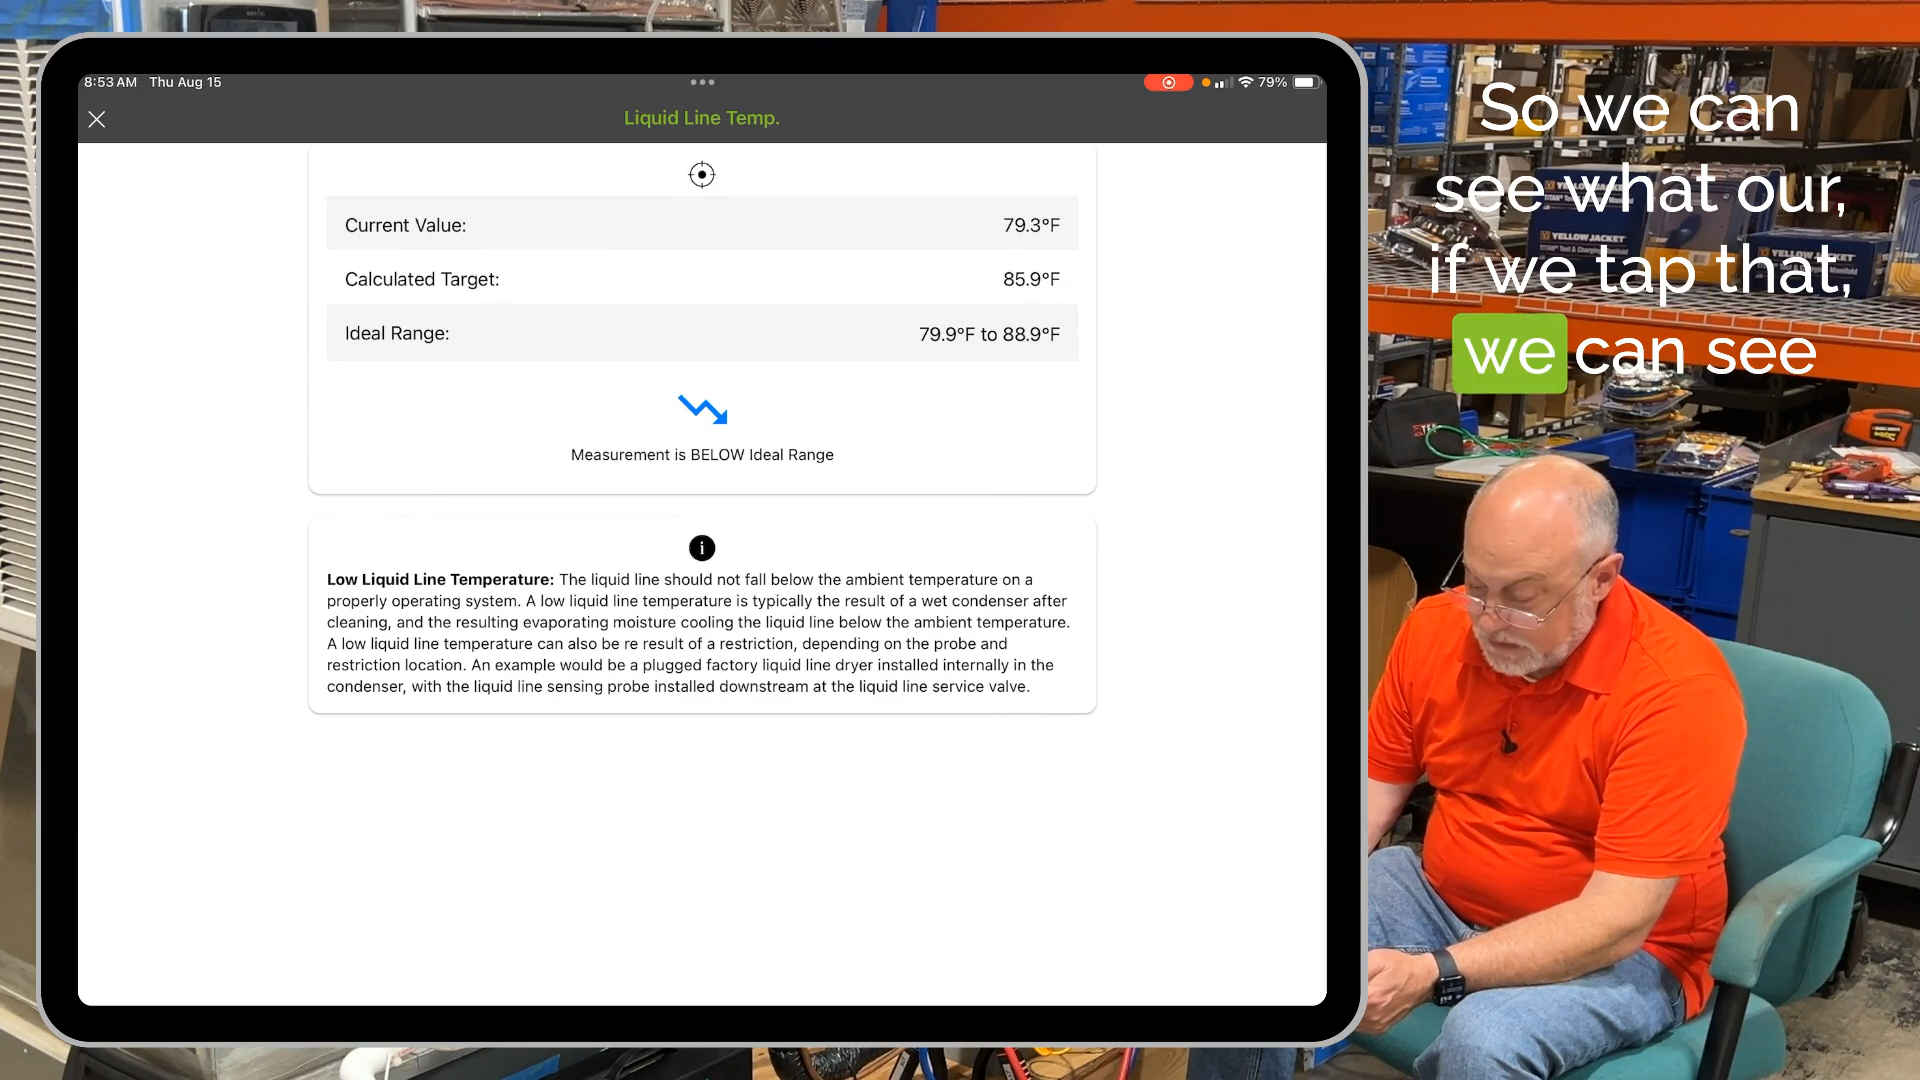 8:53 AM Thu Aug 15
79%
Liquid Line Temp.
Current Value: 79.3°F
Calculated Target: 85.9°F
Ideal Range: 79.9°F to 88.9°F
Measurement is BELOW Ideal Range
Low Liquid Line Temperature: The liquid line should not fall below the ambient temperature on a
properly operating system. A low liquid line temperature is typically the result of a wet condenser after
cleaning, and the resulting evaporating moisture cooling the liquid line below the ambient temperature.
A low liquid line temperature can also be re result of a restriction, depending on the probe and
restriction location. An example would be a plugged factory liquid line dryer installed internally in the
condenser, with the liquid line sensing probe installed downstream at the liquid line service valve.
So we can
see what our,
if we tap that,
we can see
YELLOW JACKET